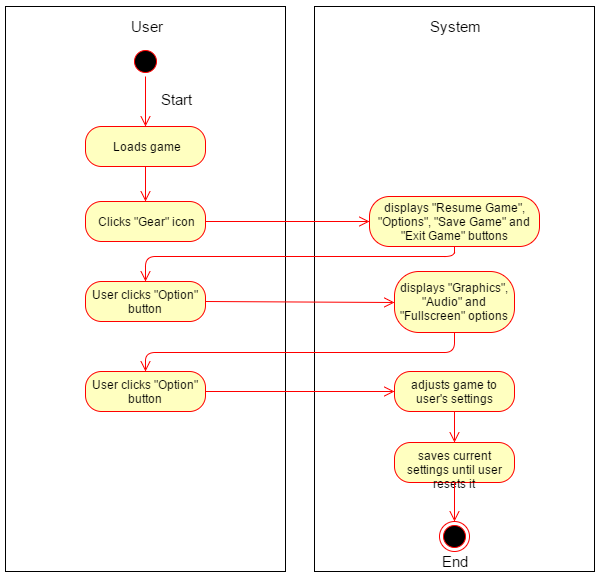 User
System
Start
Loads game
Clicks "Gear" icon
displays "Resume Game",
"Options", "Save Game" and
"Exit Game" buttons
User clicks "Option"
button
displays "Graphics",
"Audio" and
"Fullscreen" options
User clicks "Option"
button
adjusts game to
user's settings
saves current
settings until user
resets it
End